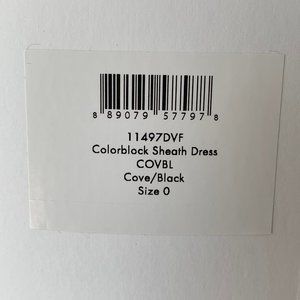 8 89079 57797 8
11497DVF
Colorblock Sheath Dress
COVBL
Cove/Black
Size 0